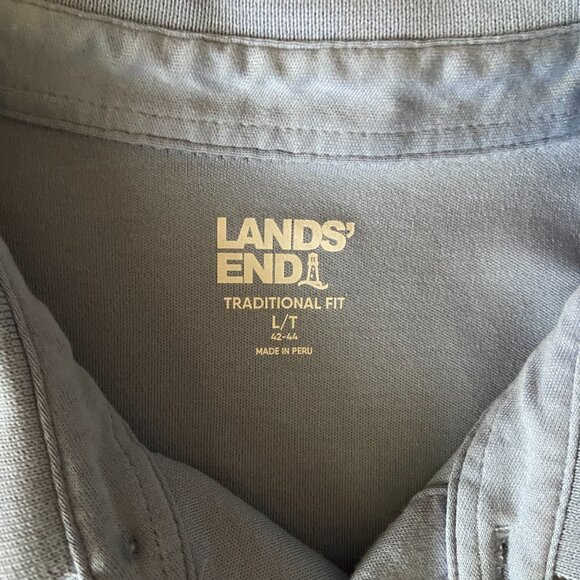 LANDS'
END
TRADITIONAL FIT
L/T
42-44
MADE IN PERU